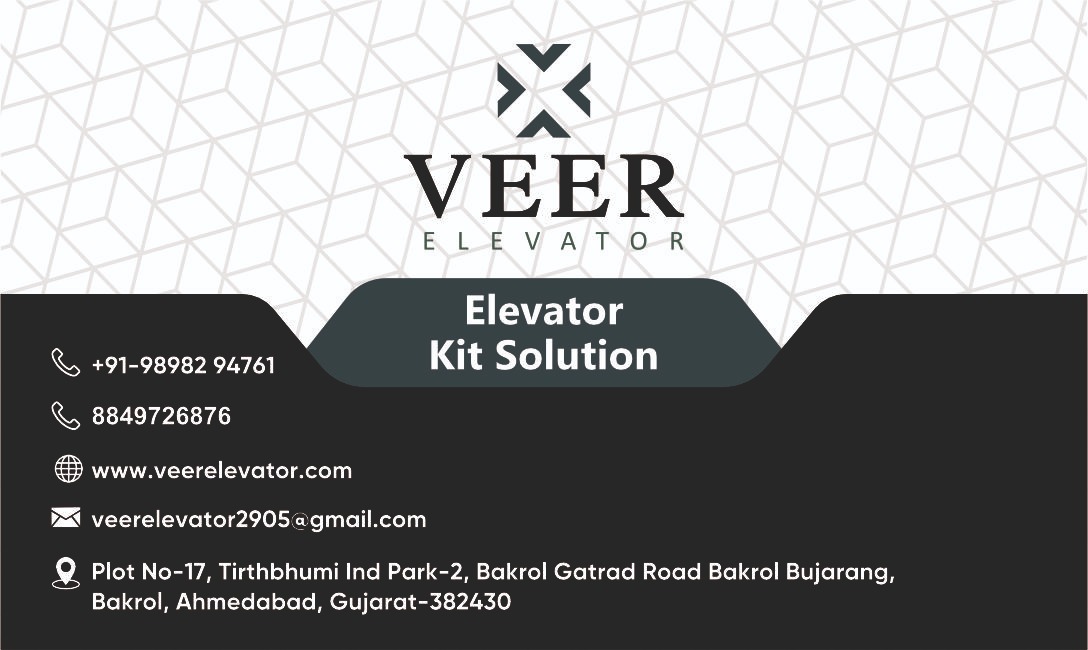 VEER
ELEVATOR
Elevator
Kit Solution
+91-98982 94761
8849726876
www.veerelevator.com
veerelevator2905@gmail.com
Plot No-17, Tirthbhumi Ind Park-2, Bakrol Gatrad Road Bakrol Bujarang,
Bakrol, Ahmedabad, Gujarat-382430